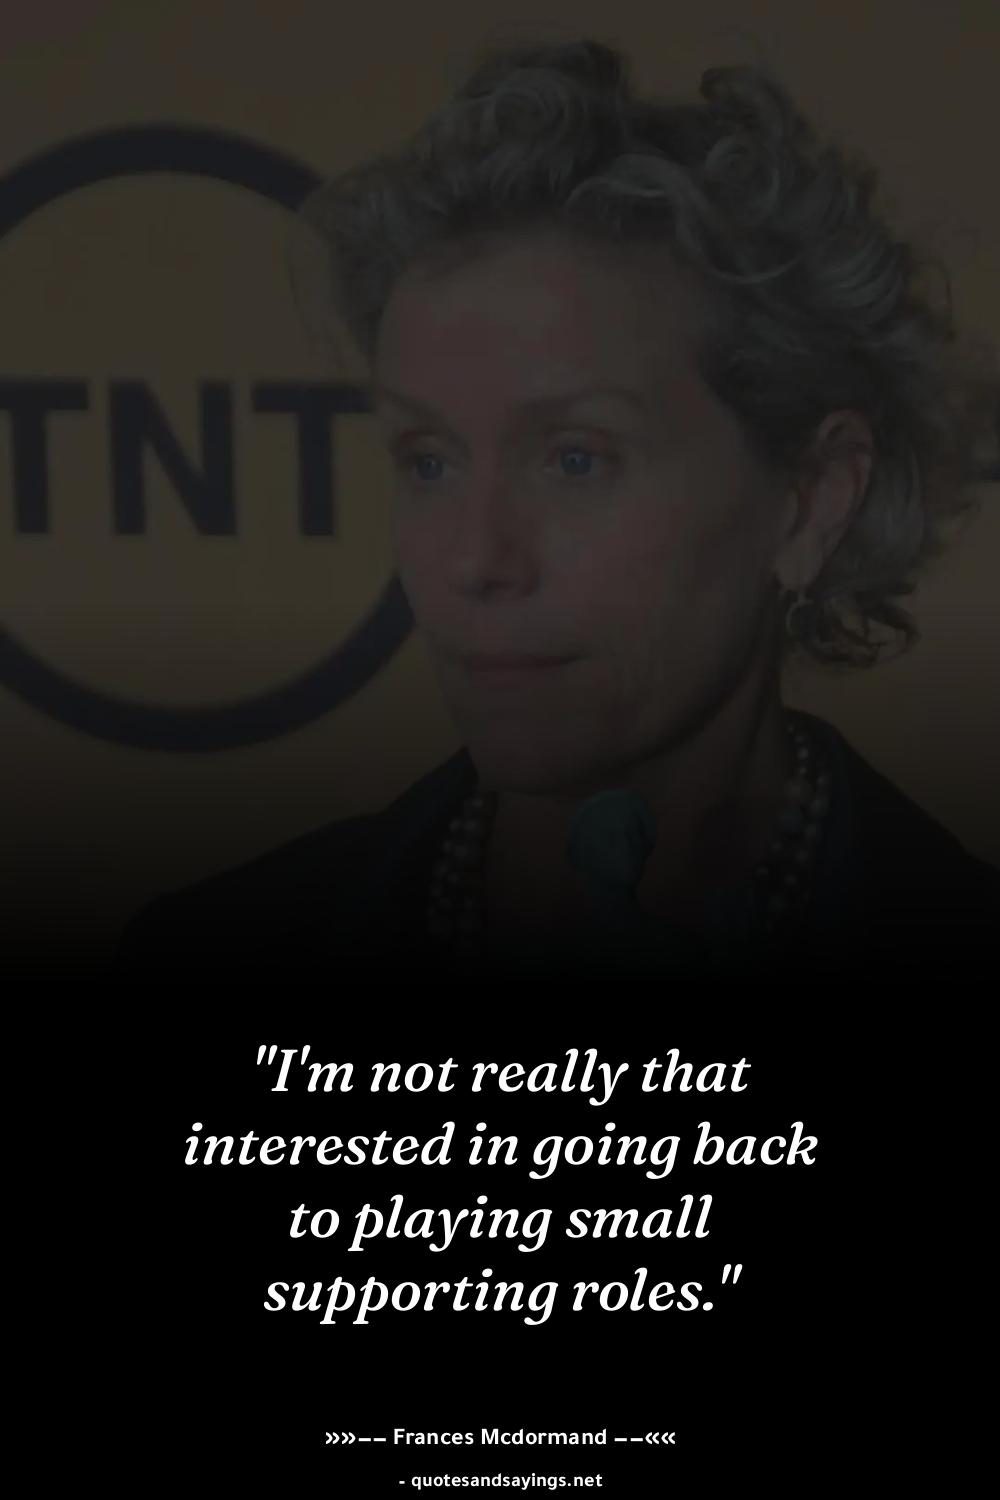 TNT
"I'm not really that
interested in going back
to playing small
supporting roles."
»»–– Frances Mcdormand ––««
- quotesandsayings.net